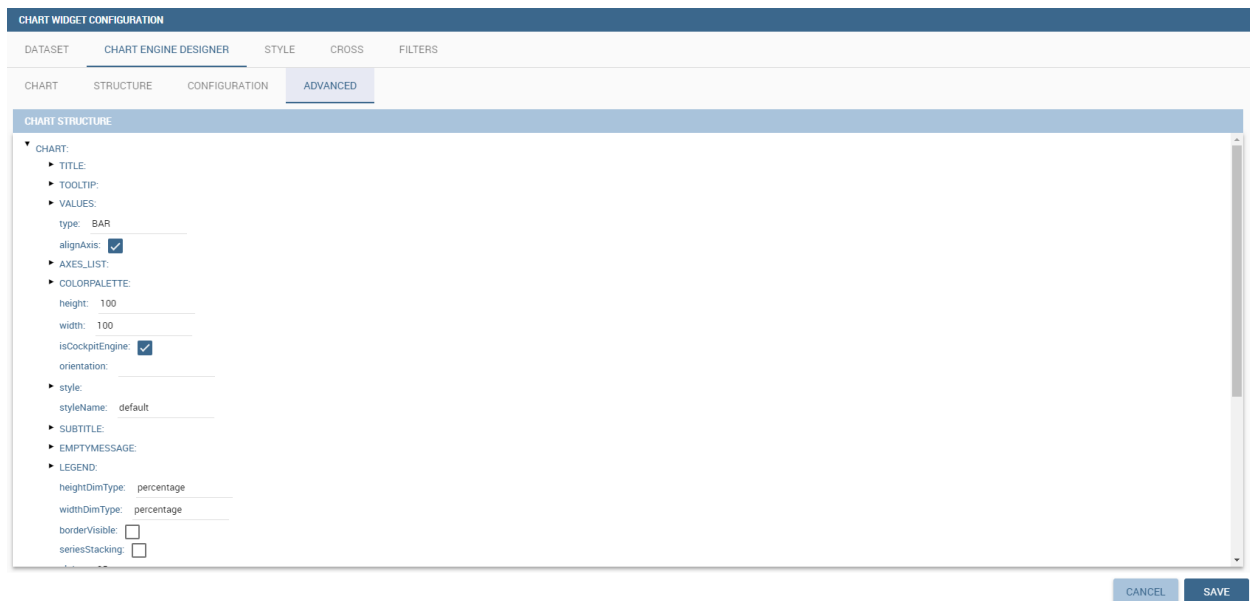 CHART WIDGET CONFIGURATION
DATASET CHART ENGINE DESIGNER STYLE CROSS FILTERS
CHART STRUCTURE CONFIGURATION ADVANCED
CHART STRUCTURE
CHART:
TITLE:
TOOLTIP:
VALUES:
type: BAR
alignAxis:
AXES_LIST:
COLORPALETTE:
height: 100
width: 100
isCockpitEngine:
orientation:
style:
styleName: default
SUBTITLE:
EMPTYMESSAGE:
LEGEND:
heightDimType: percentage
widthDimType: percentage
borderVisible:
seriesStacking:
CANCEL SAVE